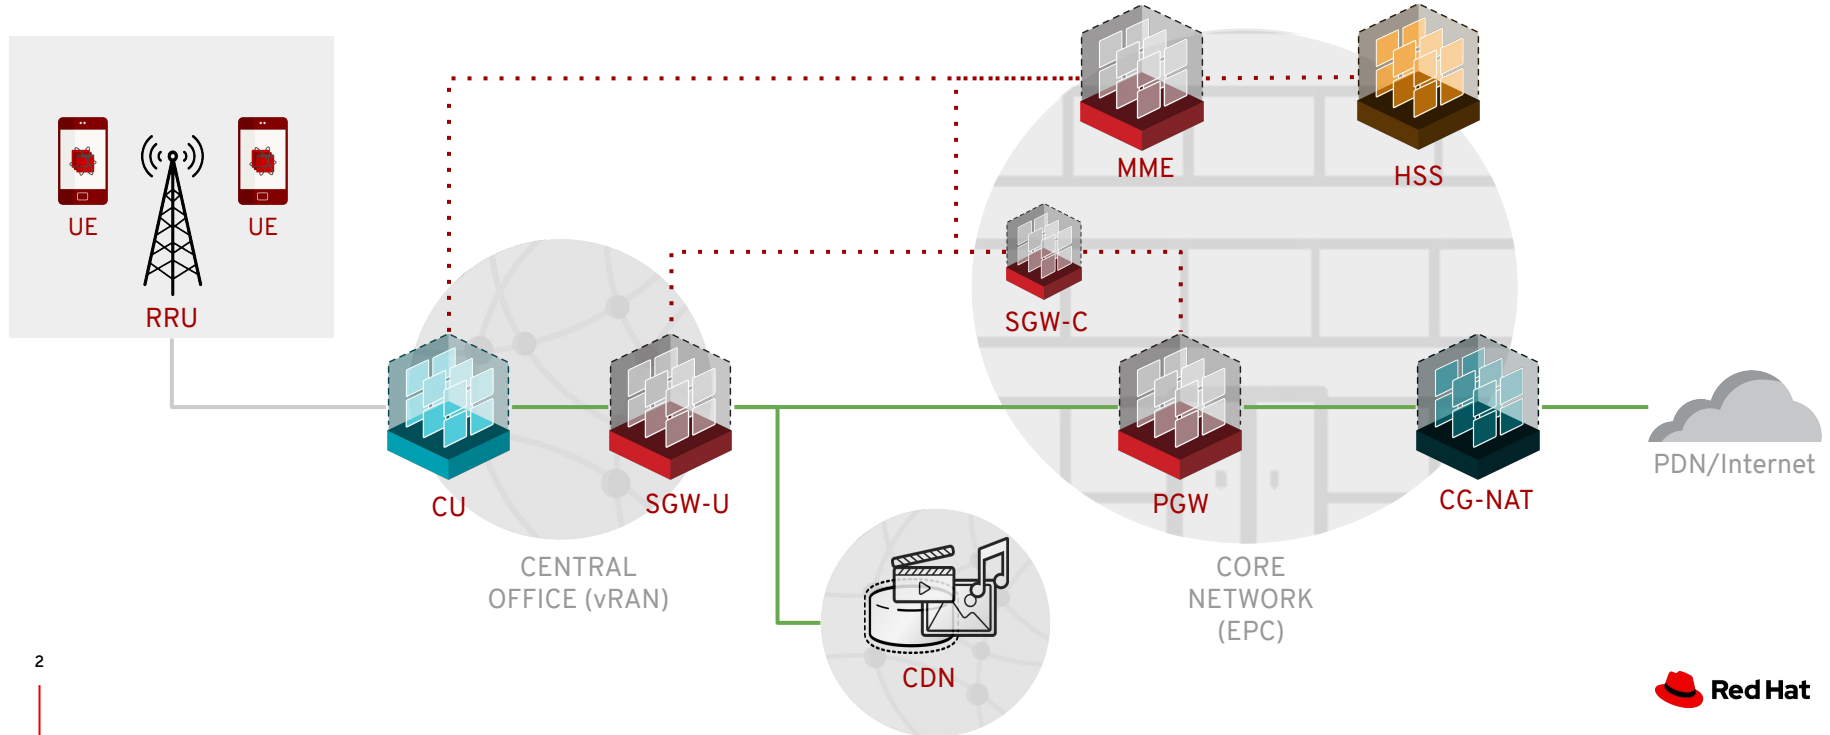 MME
HSS
UE
UE
RRU
SGW-C
CU
SGW-U
PGW
CG-NAT
PDN/Internet
CENTRAL
OFFICE (vRAN)
CORE
NETWORK
(EPC)
CDN
2
Red Hat